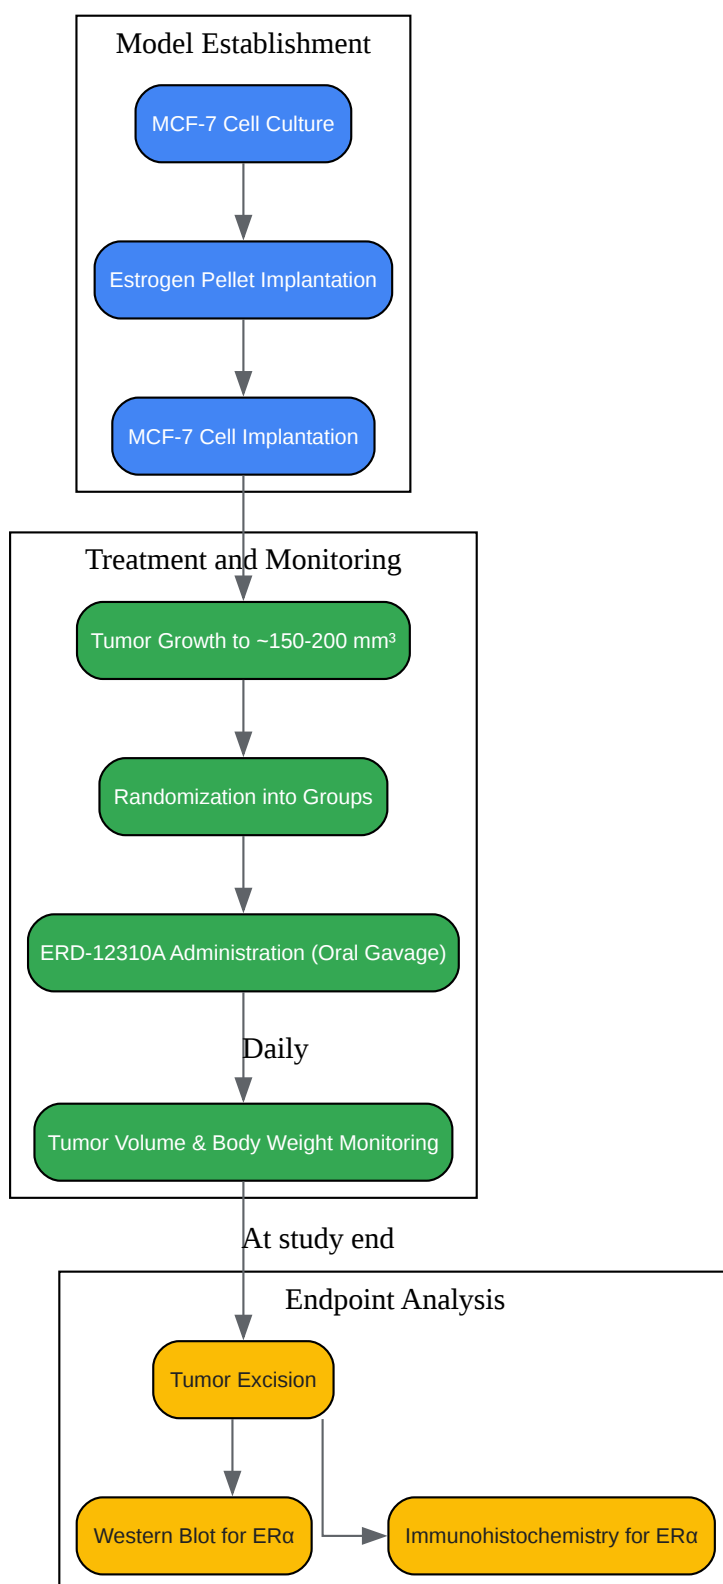 Model Establishment
MCF-7 Cell Culture
Estrogen Pellet Implantation
MCF-7 Cell Implantation
Treatment and Monitoring
Tumor Growth to ~150-200 mm³
Randomization into Groups
ERD-12310A Administration (Oral Gavage)
Daily
Tumor Volume & Body Weight Monitoring
At study end
Endpoint Analysis
Tumor Excision
Western Blot for ERα
Immunohistochemistry for ERα